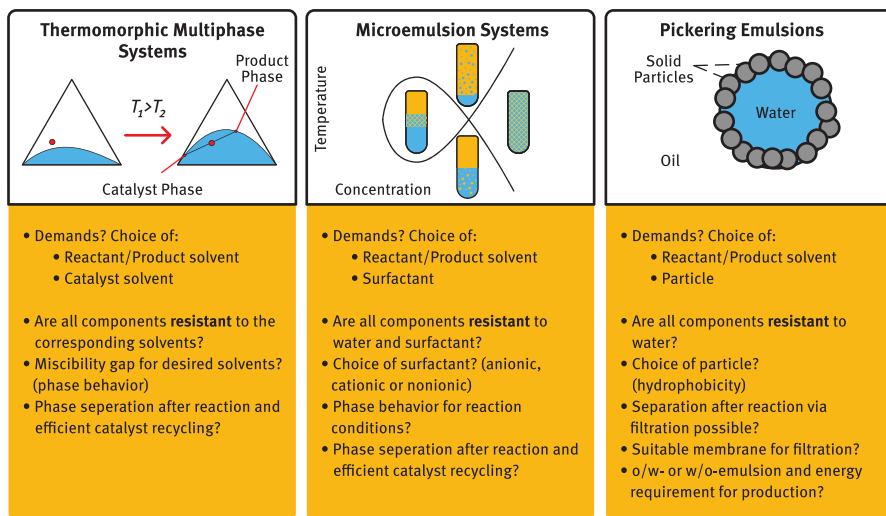 Thermomorphic Multiphase
Systems
Product
Phase
T1>T2
Catalyst Phase
• Demands? Choice of:
• Reactant/Product solvent
• Catalyst solvent
• Are all components resistant to the
corresponding solvents?
• Miscibility gap for desired solvents?
(phase behavior)
• Phase seperation after reaction and
efficient catalyst recycling?
Microemulsion Systems
Temperature
Concentration
• Demands? Choice of:
• Reactant/Product solvent
• Surfactant
• Are all components resistant to
water and surfactant?
• Choice of surfactant? (anionic,
cationic or nonionic)
• Phase behavior for reaction
conditions?
• Phase seperation after reaction and
efficient catalyst recycling?
Pickering Emulsions
Solid
Particles
Water
Oil
• Demands? Choice of:
• Reactant/Product solvent
• Particle
• Are all components resistant to
water?
• Choice of particle?
(hydrophobicity)
• Separation after reaction via
filtration possible?
• Suitable membrane for filtration?
• o/w- or w/o-emulsion and energy
requirement for production?